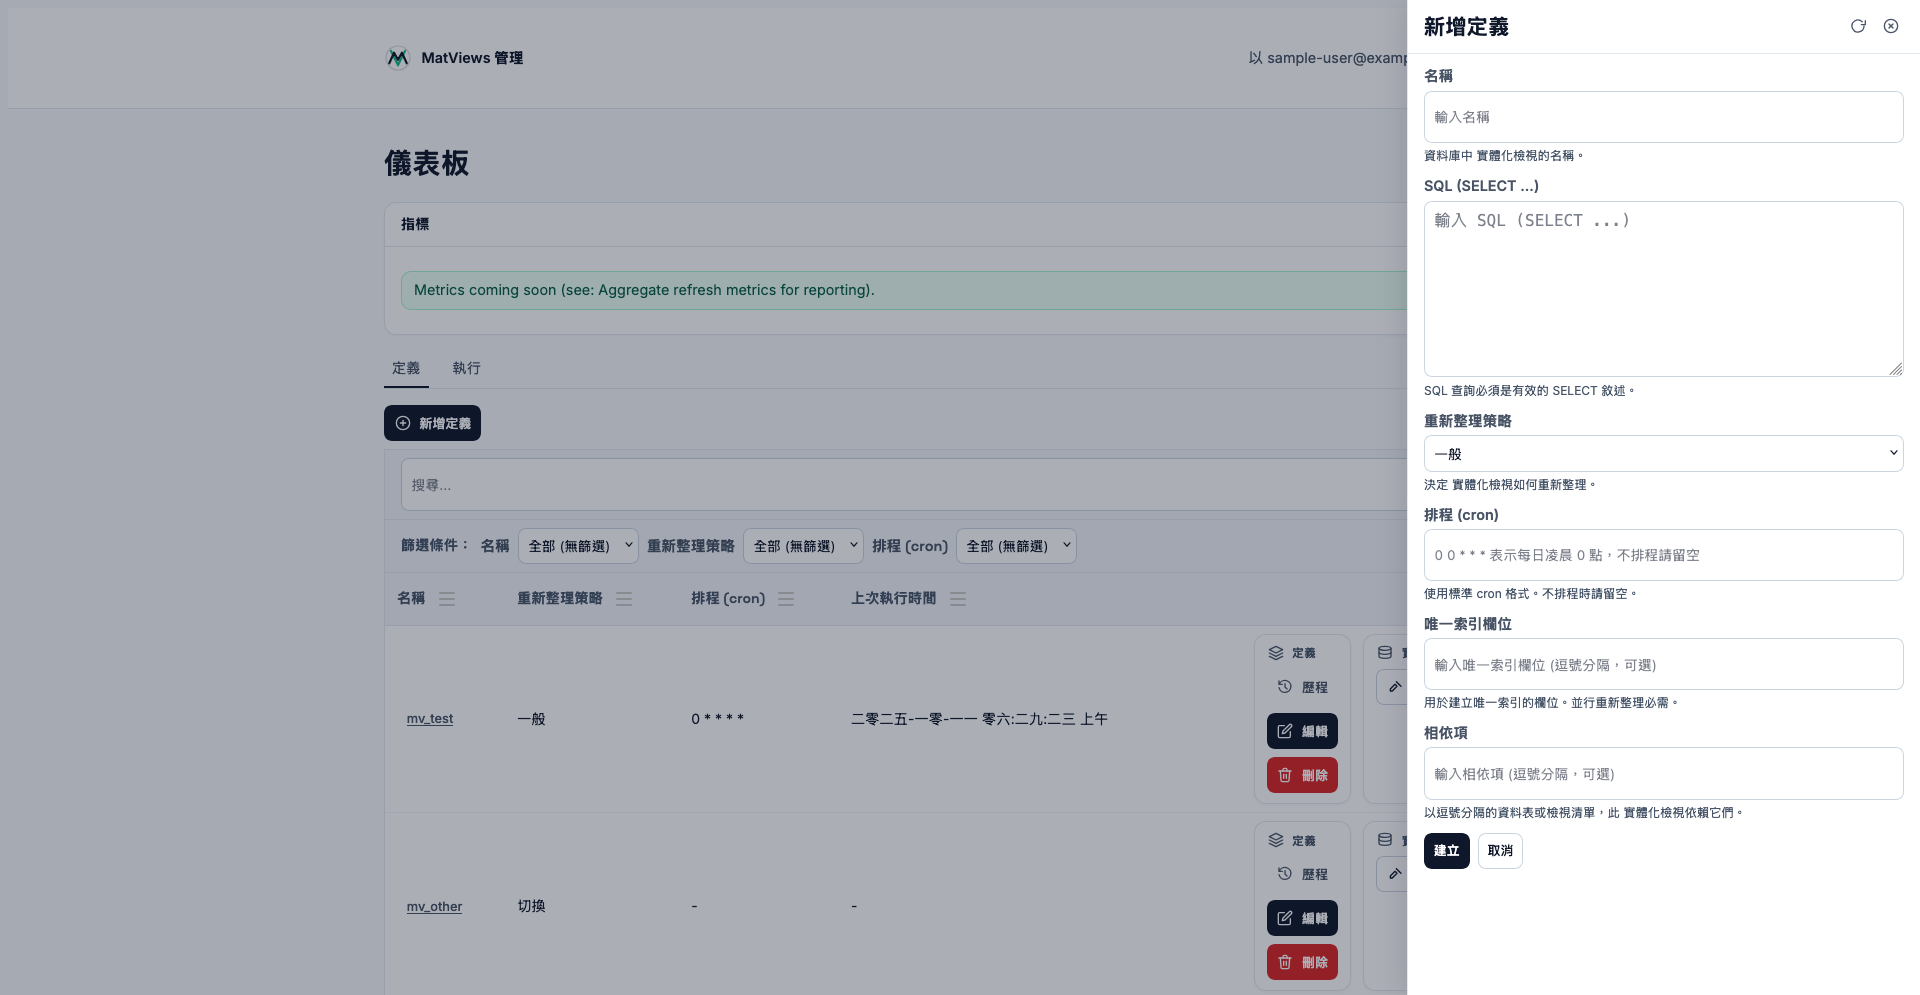 MatViews 管理
以 sample-user@examp
儀表板
指標
Metrics coming soon (see: Aggregate refresh metrics for reporting).
定義 執行
新增定義
搜尋...
篩選條件： 名稱 全部 (無篩選) 重新整理策略 全部 (無篩選) 排程 (cron) 全部 (無篩選)
名稱 重新整理策略 排程 (cron) 上次執行時間
定義
歷程
mv_test 一般 0 * * * * 二零二五-一零-一一 零六:二九:二三 上午
編輯
刪除
定義
歷程
mv_other 切換 - -
編輯
刪除
新增定義
名稱
輸入名稱
資料庫中 實體化檢視的名稱。
SQL (SELECT …)
輸入 SQL (SELECT ...)
SQL 查詢必須是有效的 SELECT 敘述。
重新整理策略
一般
決定 實體化檢視如何重新整理。
排程 (cron)
0 0 * * * 表示每日凌晨 0 點，不排程請留空
使用標準 cron 格式。不排程時請留空。
唯一索引欄位
輸入唯一索引欄位 (逗號分隔，可選)
用於建立唯一索引的欄位。並行重新整理必需。
相依項
輸入相依項 (逗號分隔，可選)
以逗號分隔的資料表或檢視清單，此 實體化檢視依賴它們。
建立 取消